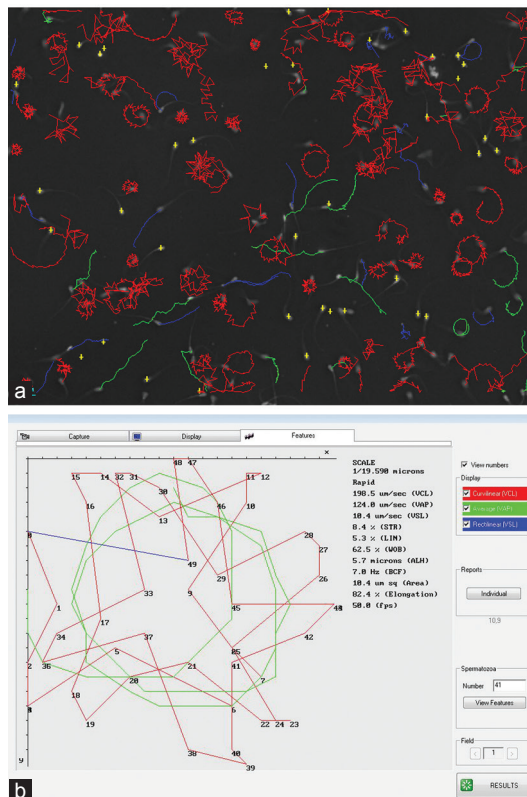 a
Capture
Display
Features
x
SCALE
1/19.590 microns
Rapid
198.5 um/sec (VCL)
124.0 um/sec (VAP)
10.4 um/sec (VSL)
8.4 % (STR)
5.3 % (LIN)
62.5 % (WOB)
5.7 microns (ALH)
7.0 Hz (BCF)
10.4 um sq (Area)
82.4 % (Elongation)
50.0 (fps)
View numbers
Display
Curvilinear (VCL)
Average (VAP)
Rectilinear (VSL)
Reports
Individual
10,9
Spermatozoa
Number 41
View Features
Field
< 1 >
RESULTS
48 47
15 14 32 31 11 12
30
16 46 10
13
28
27
49 29 26
33 9
1 45
17
34 37 42
5
2 36 41
21
20 7
18 6
19 22 24 23
38 40
39
y
b